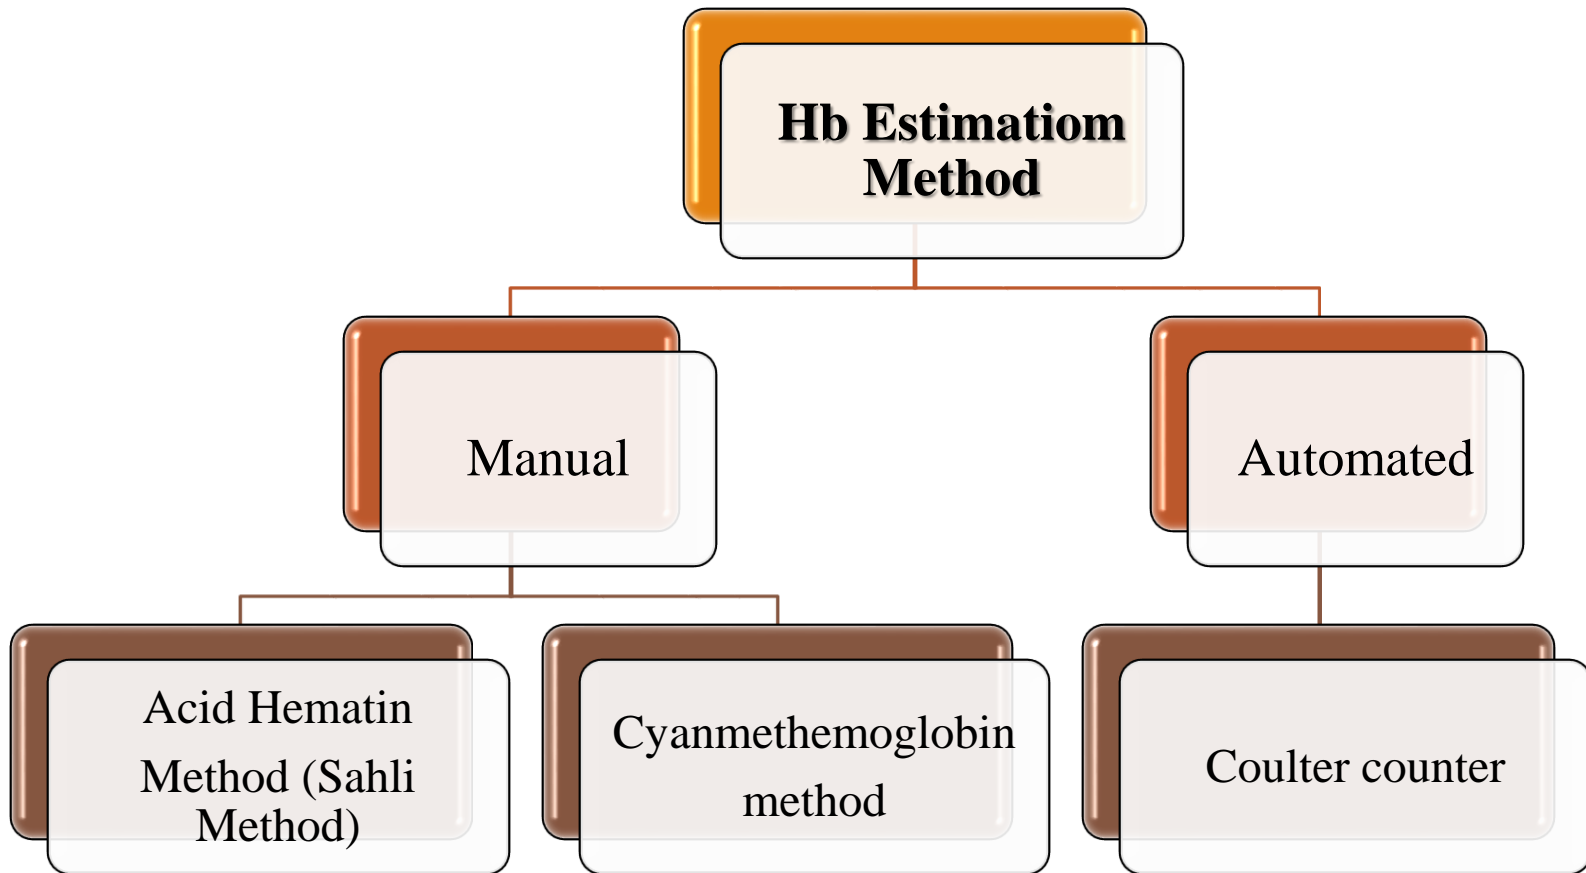 Hb Estimatiom
Method
Manual
Automated
Acid Hematin
Method (Sahli
Method)
Cyanmethemoglobin
method
Coulter counter